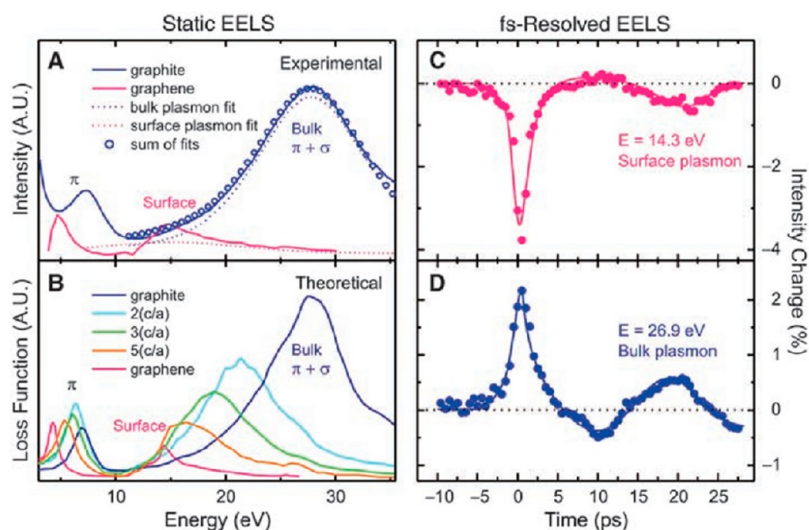 Static EELS
fs-Resolved EELS
A
graphite
graphene
bulk plasmon fit
surface plasmon fit
sum of fits
Experimental
Bulk
π + σ
π
Surface
Intensity (A.U.)
B
graphite
2(c/a)
3(c/a)
5(c/a)
graphene
Theoretical
Bulk
π + σ
π
Surface
Loss Function (A.U.)
10 20 30
Energy (eV)
C
E = 14.3 eV
Surface plasmon
0
−2
−4
D
E = 26.9 eV
Bulk plasmon
2
1
0
−1
Intensity Change (%)
−10 −5 0 5 10 15 20 25
Time (ps)